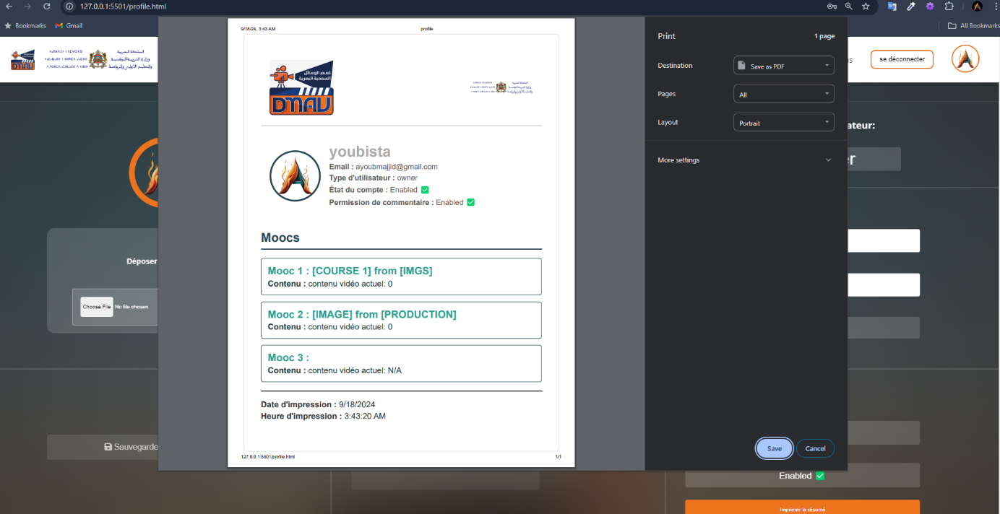 127.0.0.1:5501/profile.html
Bookmarks
Gmail
All Bookmarks
DMAV
se déconnecter
ateur:
er
Déposer
Choose File No file chosen
Sauvegarde
Enabled ✅
Imprimer le résumé
9/18/24, 3:43 AM
profile
قسم الوسائل
السمعية البصرية
DMAV
youbista
Email : ayoubmajjid@gmail.com
Type d'utilisateur : owner
État du compte : Enabled ✅
Permission de commentaire : Enabled ✅
Moocs
Mooc 1 : [COURSE 1] from [IMGS]
Contenu : contenu vidéo actuel: 0
Mooc 2 : [IMAGE] from [PRODUCTION]
Contenu : contenu vidéo actuel: 0
Mooc 3 :
Contenu : contenu vidéo actuel: N/A
Date d'impression : 9/18/2024
Heure d'impression : 3:43:20 AM
127.0.0.1:5501/profile.html
1/1
Print
1 page
Destination
Save as PDF
Pages
All
Layout
Portrait
More settings
Save
Cancel